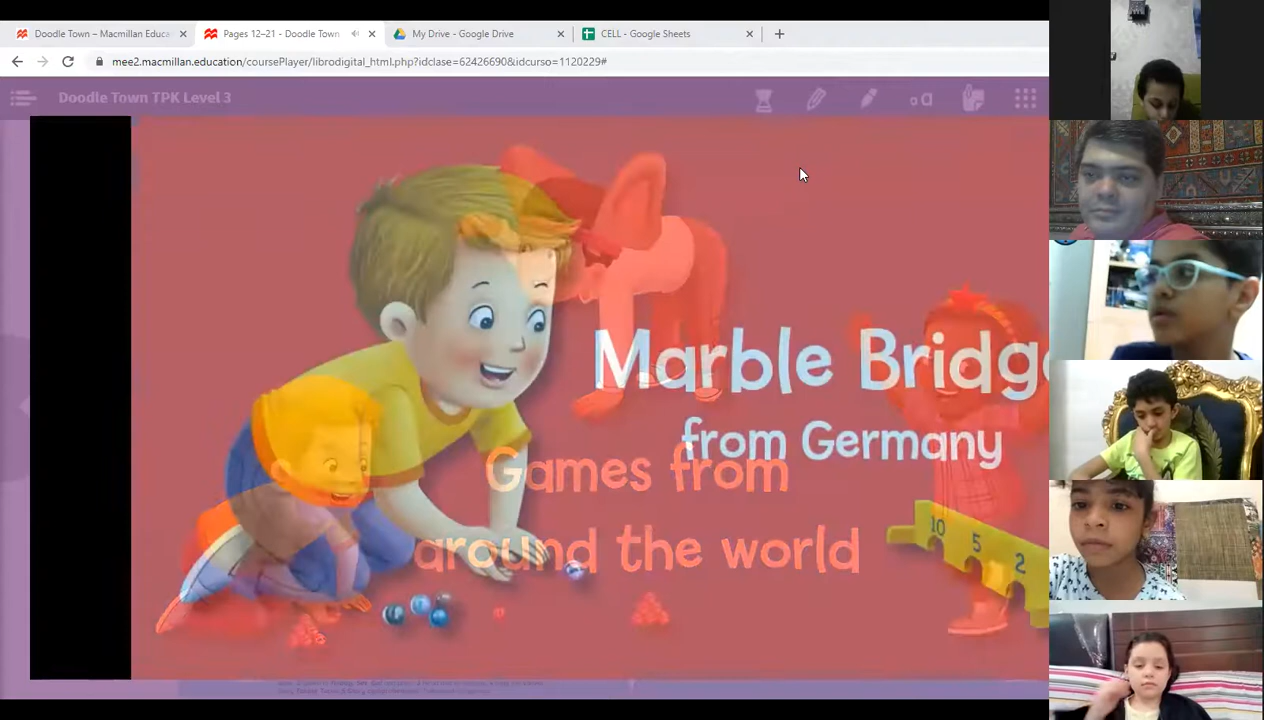 Doodle Town – Macmillan Educa
Pages 12–21 - Doodle Town
My Drive - Google Drive
CELL - Google Sheets
mee2.macmillan.education/coursePlayer/librodigital_html.php?idclase=62426690&idcurso=1120229#
Doodle Town TPK Level 3
Marble Bridg
from Germany
Games from
around the world
10 5 2